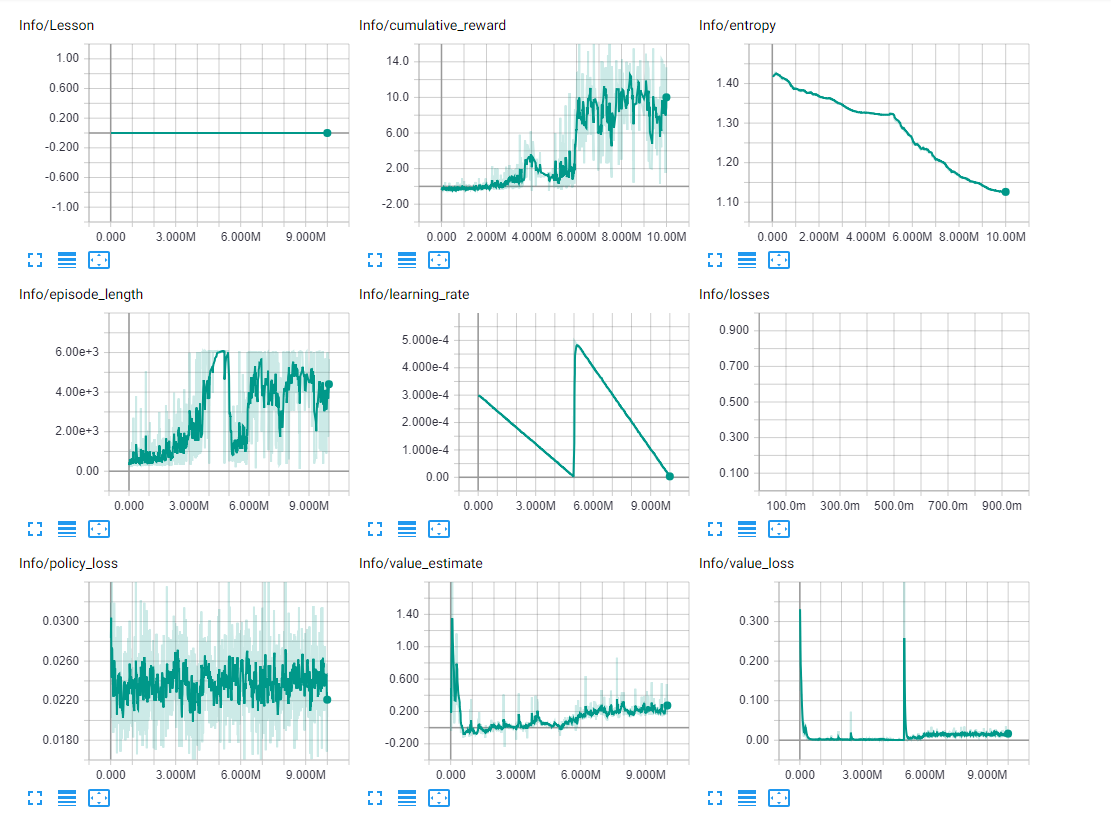 Info/Lesson Info/cumulative_reward Info/entropy
1.00
0.600
0.200
-0.200
-0.600
-1.00
0.000 3.000M 6.000M 9.000M
14.0
10.0
6.00
2.00
-2.00
0.000 2.000M 4.000M 6.000M 8.000M 10.00M
1.40
1.30
1.20
1.10
0.000 2.000M 4.000M 6.000M 8.000M 10.00M
Info/episode_length Info/learning_rate Info/losses
6.00e+3
4.00e+3
2.00e+3
0.00
0.000 3.000M 6.000M 9.000M
5.000e-4
4.000e-4
3.000e-4
2.000e-4
1.000e-4
0.00
0.000 3.000M 6.000M 9.000M
0.900
0.700
0.500
0.300
0.100
100.0m 300.0m 500.0m 700.0m 900.0m
Info/policy_loss Info/value_estimate Info/value_loss
0.0300
0.0260
0.0220
0.0180
0.000 3.000M 6.000M 9.000M
1.40
1.00
0.600
0.200
-0.200
0.000 3.000M 6.000M 9.000M
0.300
0.200
0.100
0.00
0.000 3.000M 6.000M 9.000M